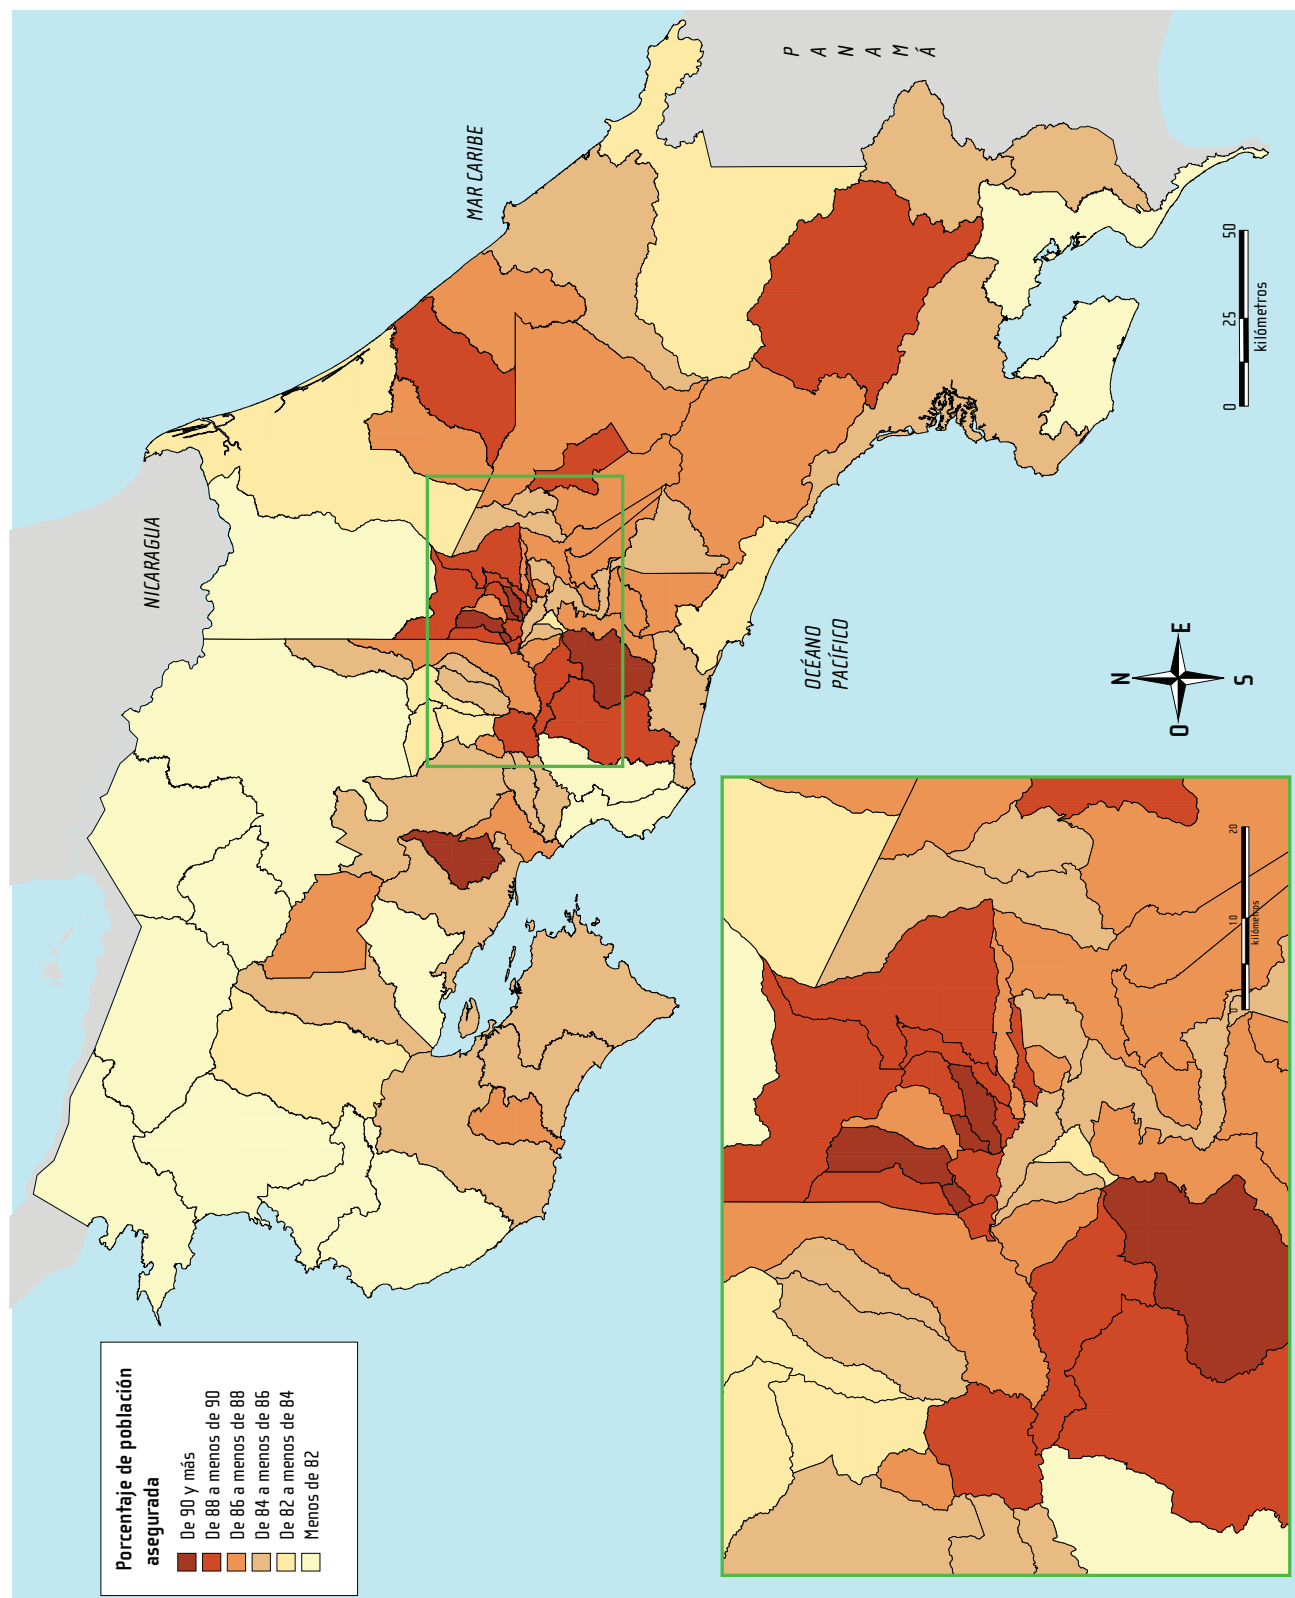 Porcentaje de población
asegurada
De 90 y más
De 88 a menos de 90
De 86 a menos de 88
De 84 a menos de 86
De 82 a menos de 84
Menos de 82
NICARAGUA
MAR CARIBE
PANAMÁ
OCÉANO
PACÍFICO
N
O
E
S
0 25 50
kilómetros
0 10 20
kilómetros